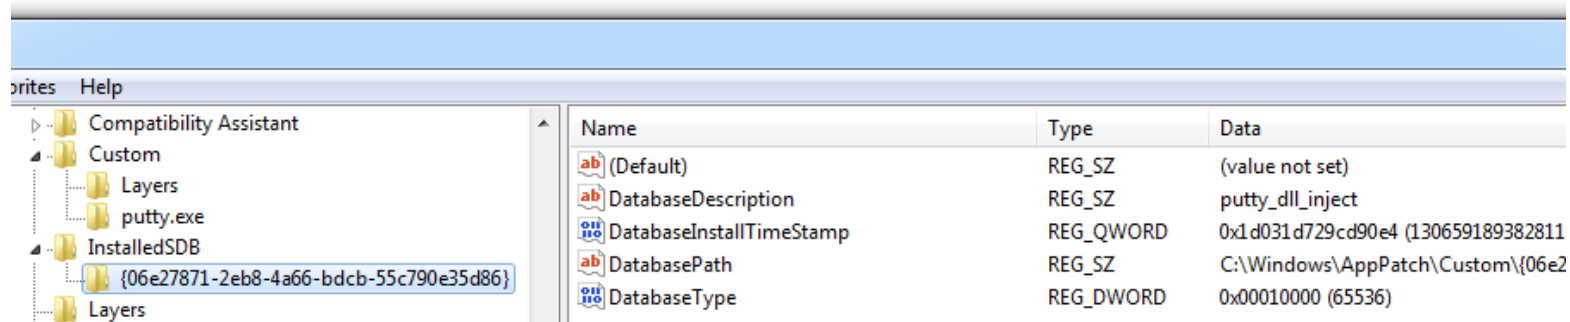 orites Help
Compatibility Assistant
Custom
Layers
putty.exe
InstalledSDB
{06e27871-2eb8-4a66-bdcb-55c790e35d86}
Layers
Name Type Data
(Default) REG_SZ (value not set)
DatabaseDescription REG_SZ putty_dll_inject
DatabaseInstallTimeStamp REG_QWORD 0x1d031d729cd90e4 (130659189382811
DatabasePath REG_SZ C:\Windows\AppPatch\Custom\{06e2
DatabaseType REG_DWORD 0x00010000 (65536)